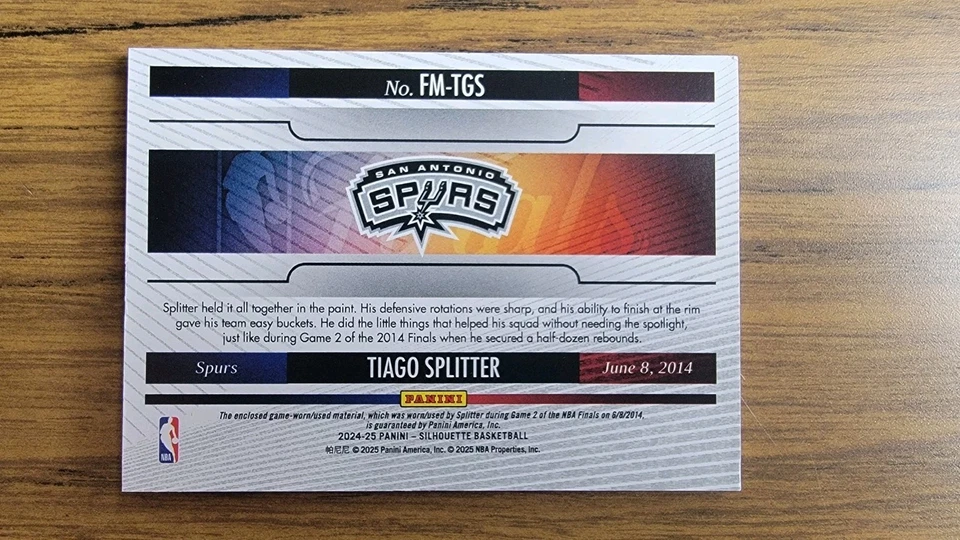 No. FM-TGS
Finals
SAN ANTONIO
SPURS
Splitter held it all together in the paint. His defensive rotations were sharp, and his ability to finish at the rim
gave his team easy buckets. He did the little things that helped his squad without needing the spotlight,
just like during Game 2 of the 2014 Finals when he secured a half-dozen rebounds.
Spurs TIAGO SPLITTER June 8, 2014
PANINI
The enclosed game-worn/used material, which was worn/used by Splitter during Game 2 of the NBA Finals on 6/8/2014,
is guaranteed by Panini America, Inc.
2024-25 PANINI – SILHOUETTE BASKETBALL
帕尼尼 © 2025 Panini America, Inc. © 2025 NBA Properties, Inc.
NBA